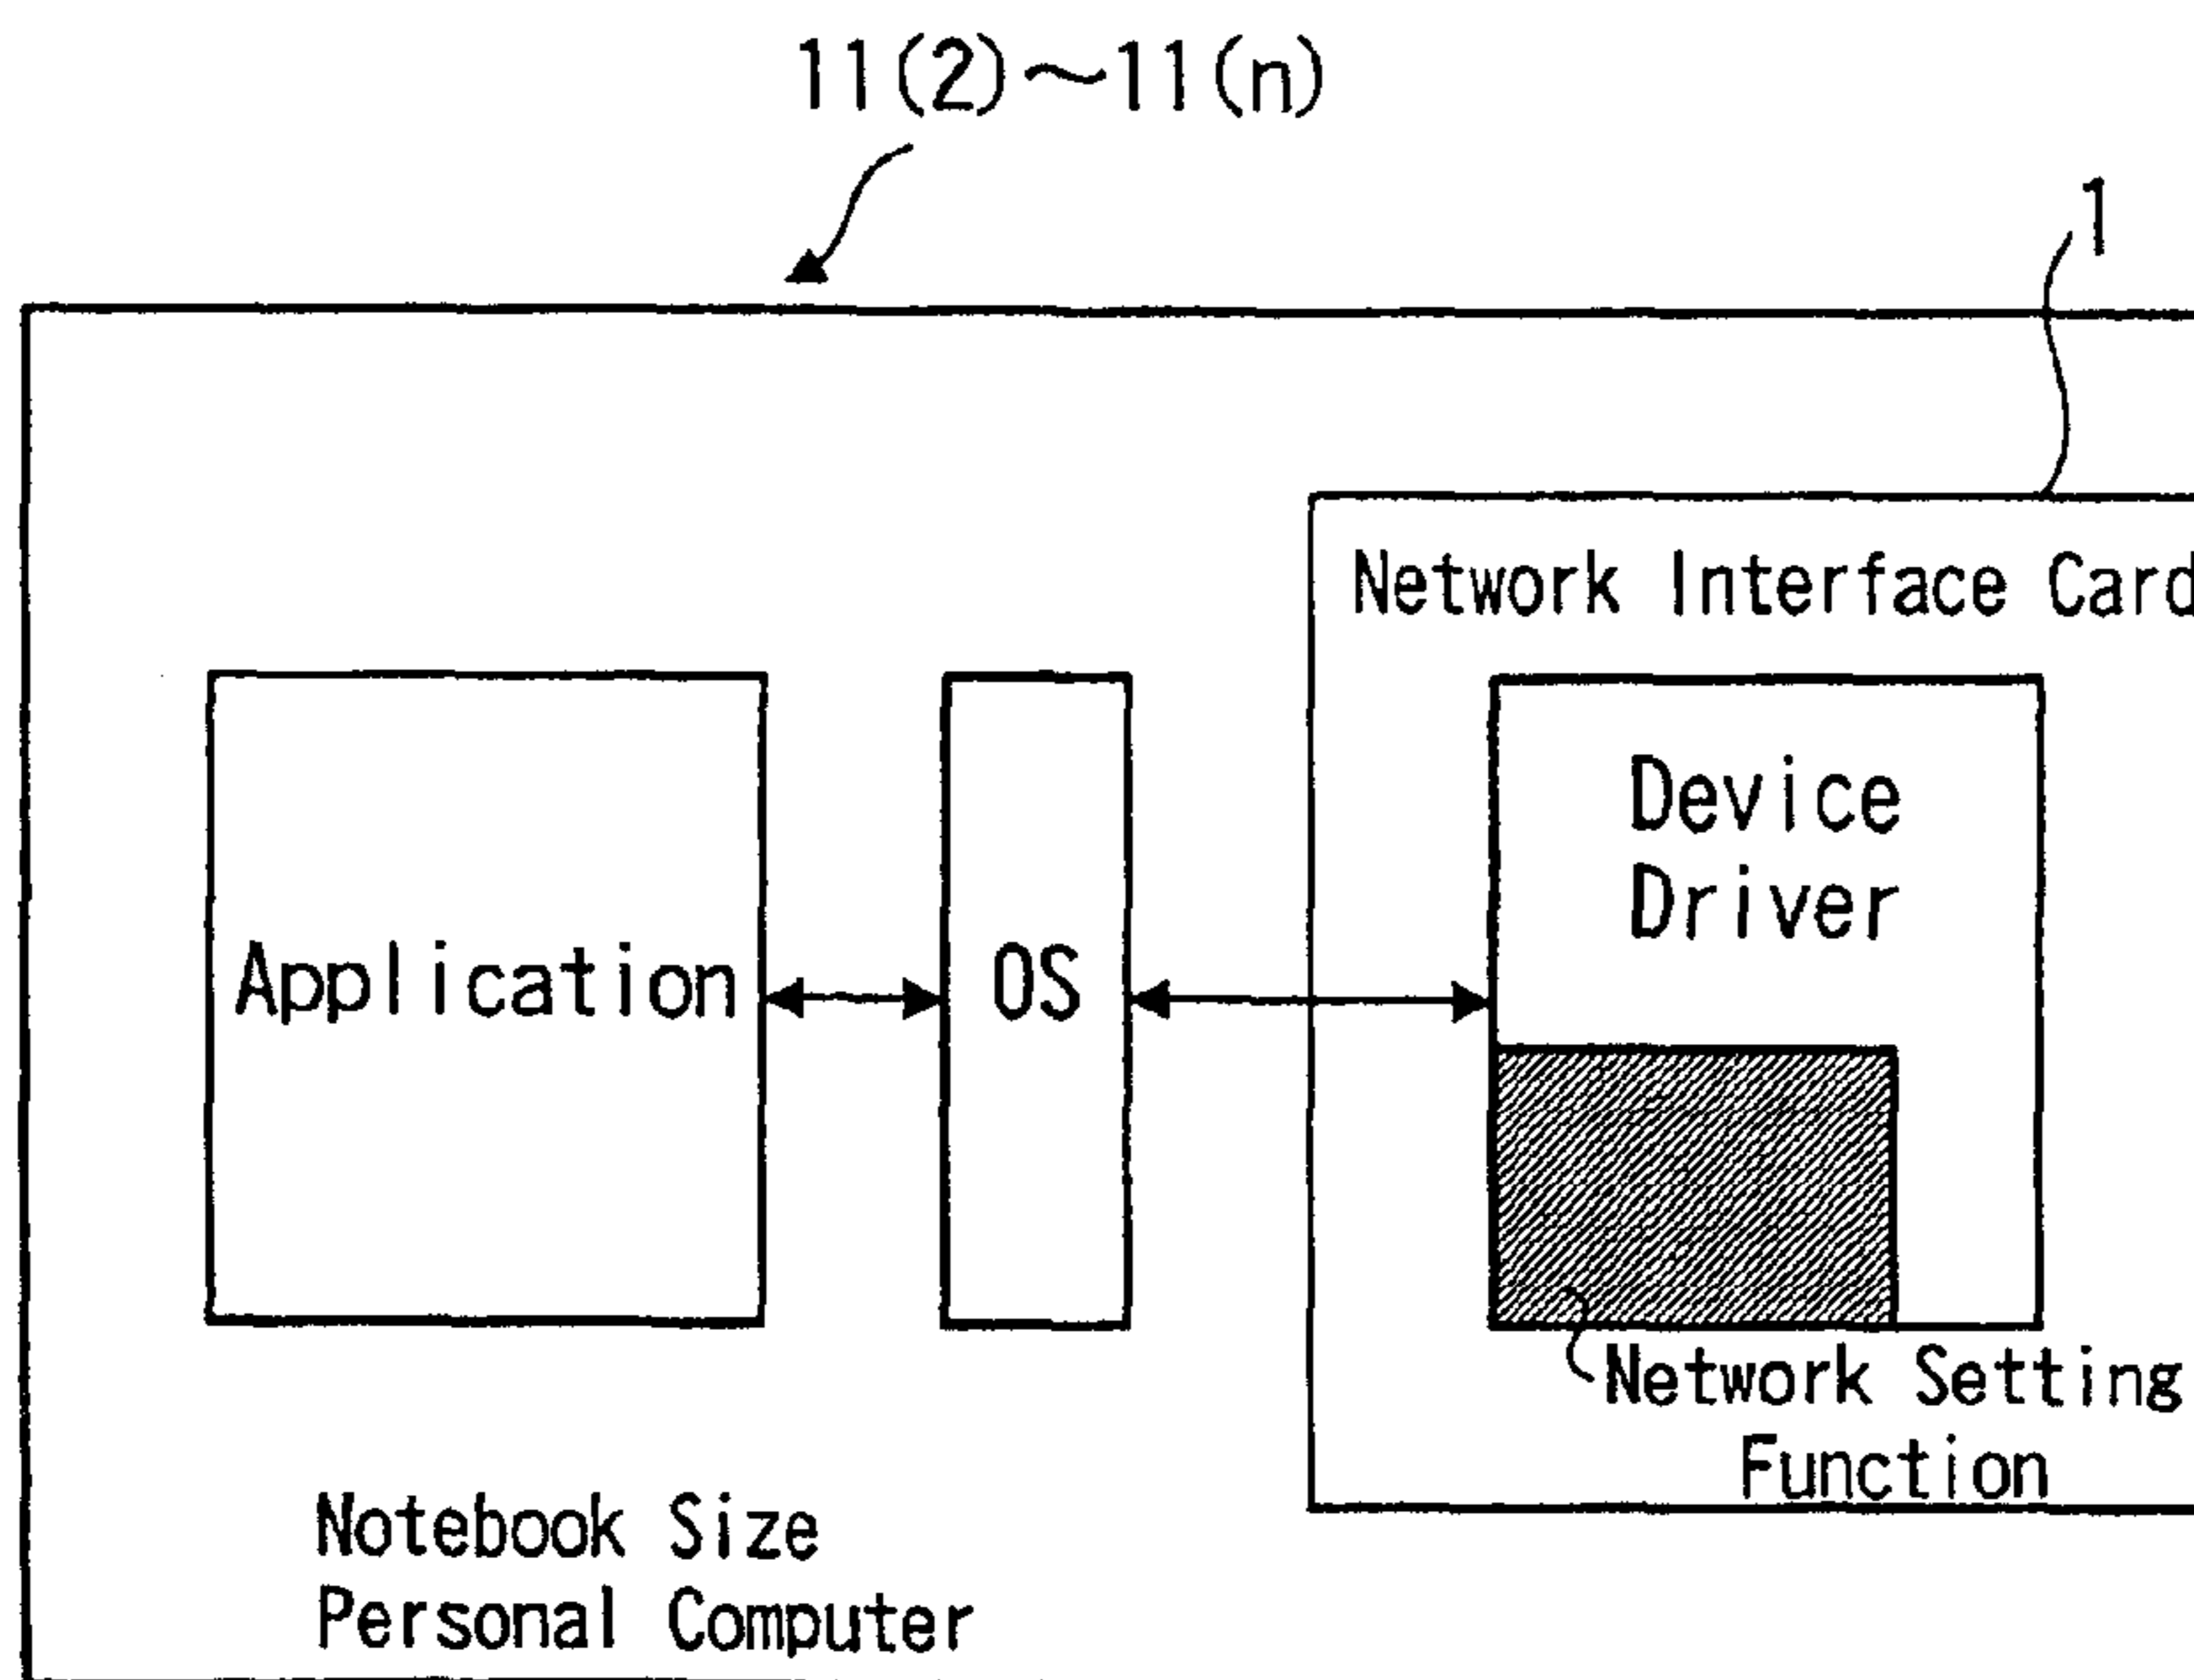 11(2)～11(n)
1
Network Interface Card
Device
Driver
Application
OS
Network Setting
Function
Notebook Size
Personal Computer